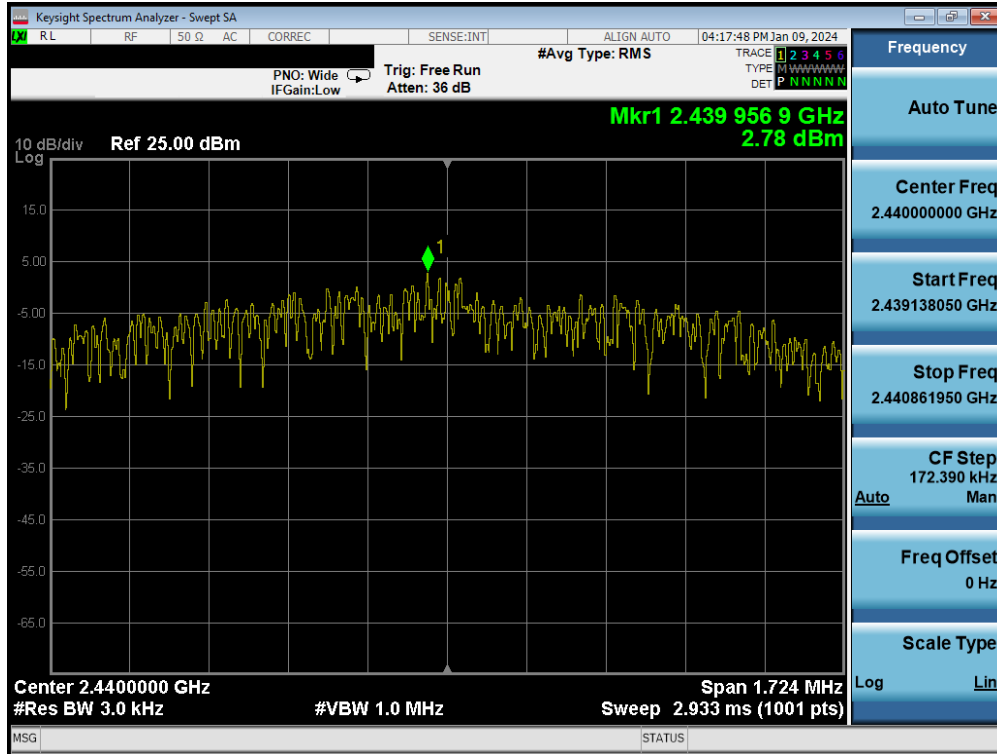 Keysight Spectrum Analyzer - Swept SA
LXI RL RF 50 Ω AC CORREC SENSE:INT ALIGN AUTO 04:17:48 PM Jan 09, 2024
Frequency
#Avg Type: RMS
TRACE 1 2 3 4 5 6
PNO: Wide Trig: Free Run
TYPE M WWWWW
IFGain:Low Atten: 36 dB
DET P N N N N N
Auto Tune
Mkr1 2.439 956 9 GHz
2.78 dBm
10 dB/div Ref 25.00 dBm
Log
Center Freq
2.440000000 GHz
15.0
1
5.00
Start Freq
2.439138050 GHz
-5.00
-15.0
Stop Freq
2.440861950 GHz
-25.0
-35.0
CF Step
172.390 kHz
Auto Man
-45.0
-55.0
Freq Offset
0 Hz
-65.0
Scale Type
Log Lin
Center 2.4400000 GHz Span 1.724 MHz
#Res BW 3.0 kHz #VBW 1.0 MHz Sweep 2.933 ms (1001 pts)
MSG STATUS